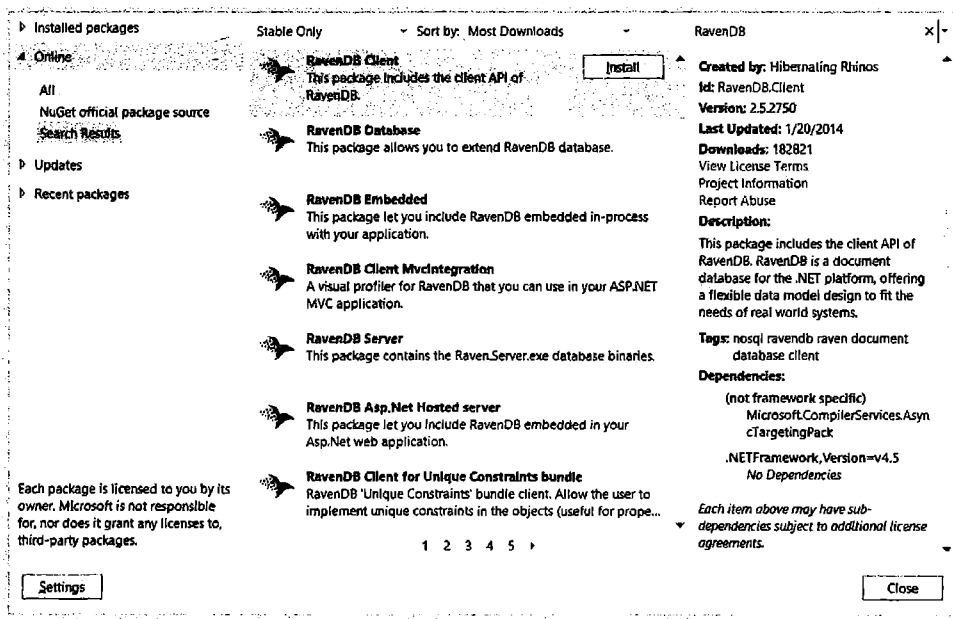 Installed packages
Online
All
NuGet official package source
Search Results
Updates
Recent packages
Each package is licensed to you by its
owner. Microsoft is not responsible
for, nor does it grant any licenses to,
third-party packages.
Settings
Stable Only
Sort by: Most Downloads
RavenDB Client
This package includes the client API of
RavenDB.
Install
RavenDB Database
This package allows you to extend RavenDB database.
RavenDB Embedded
This package let you include RavenDB embedded in-process
with your application.
RavenDB Client MvcIntegration
A visual profiler for RavenDB that you can use in your ASP.NET
MVC application.
RavenDB Server
This package contains the Raven.Server.exe database binaries.
RavenDB Asp.Net Hosted server
This package let you include RavenDB embedded in your
Asp.Net web application.
RavenDB Client for Unique Constraints bundle
RavenDB 'Unique Constraints' bundle client. Allow the user to
implement unique constraints in the objects (useful for prope...
1 2 3 4 5
RavenDB
Created by: Hibernating Rhinos
Id: RavenDB.Client
Version: 2.5.2750
Last Updated: 1/20/2014
Downloads: 182821
View License Terms
Project Information
Report Abuse
Description:
This package includes the client API of
RavenDB. RavenDB is a document
database for the .NET platform, offering
a flexible data model design to fit the
needs of real world systems.
Tags: nosql ravendb raven document
database client
Dependencies:
(not framework specific)
Microsoft.CompilerServices.Asyn
cTargetingPack
.NETFramework,Version=v4.5
No Dependencies
Each item above may have sub-
dependencies subject to additional license
agreements.
Close